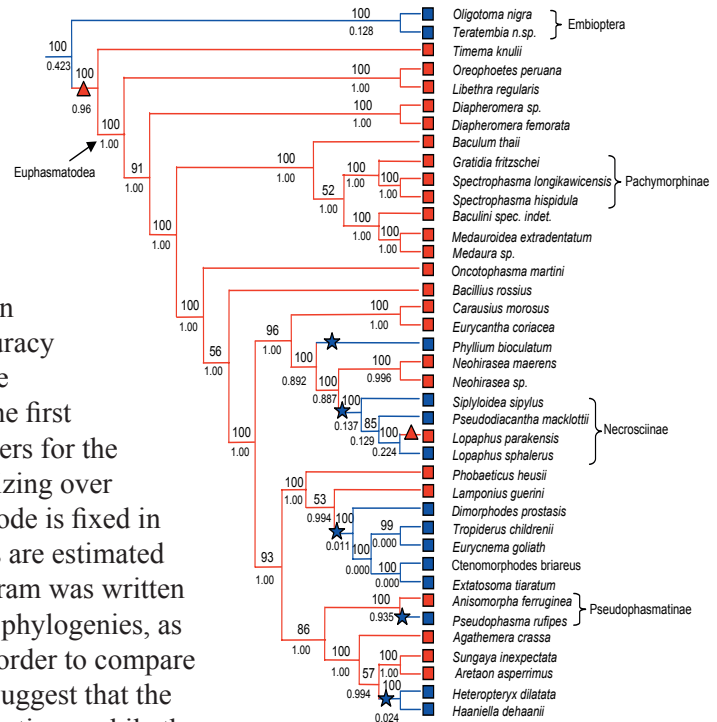 100
0.423
100
0.96
Euphasmatodea
100
1.00
91
1.00
100
1.00
100
0.128
Oligotoma nigra
Teratembia n.sp.
Embioptera
Timema knulii
100
1.00
Oreophoetes peruana
Libethra regularis
100
1.00
Diapheromera sp.
Diapheromera femorata
100
1.00
Baculum thaii
52
1.00
100
1.00
100
1.00
Gratidia fritzschei
Spectrophasma longikawicensis
Spectrophasma hispidula
Pachymorphinae
100
1.00
100
1.00
Baculini spec. indet.
Medauroidea extradentatum
Medaura sp.
100
1.00
Oncotophasma martini
56
1.00
Bacillius rossius
100
1.00
96
1.00
100
1.00
Carausius morosus
Eurycantha coriacea
100
0.892
Phyllium bioculatum
100
0.887
100
0.996
Neohirasea maerens
Neohirasea sp.
100
0.137
85
0.129
100
0.224
Siplyloidea sipylus
Pseudodiacantha macklottii
Lopaphus parakensis
Lopaphus sphalerus
Necrosciinae
93
1.00
100
1.00
Phobaeticus heusii
53
0.994
Lamponius guerini
100
0.011
100
0.000
99
0.000
100
0.000
Dimorphodes prostasis
Tropiderus childrenii
Eurycnema goliath
Ctenomorphodes briareus
Extatosoma tiaratum
86
1.00
100
0.935
Anisomorpha ferruginea
Pseudophasma rufipes
Pseudophasmatinae
100
1.00
Agathemera crassa
57
0.994
100
1.00
Sungaya inexpectata
Aretaon asperrimus
100
0.024
Heteropteryx dilatata
Haaniella dehaanii
n
uracy
e
ne first
ers for the
izing over
ode is fixed in
s are estimated
ram was written
phylogenies, as
order to compare
suggest that the